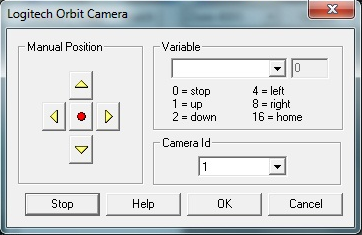 Logitech Orbit Camera
Manual Position
Variable
0
0 = stop 4 = left
1 = up 8 = right
2 = down 16 = home
Camera Id
1
Stop Help OK Cancel